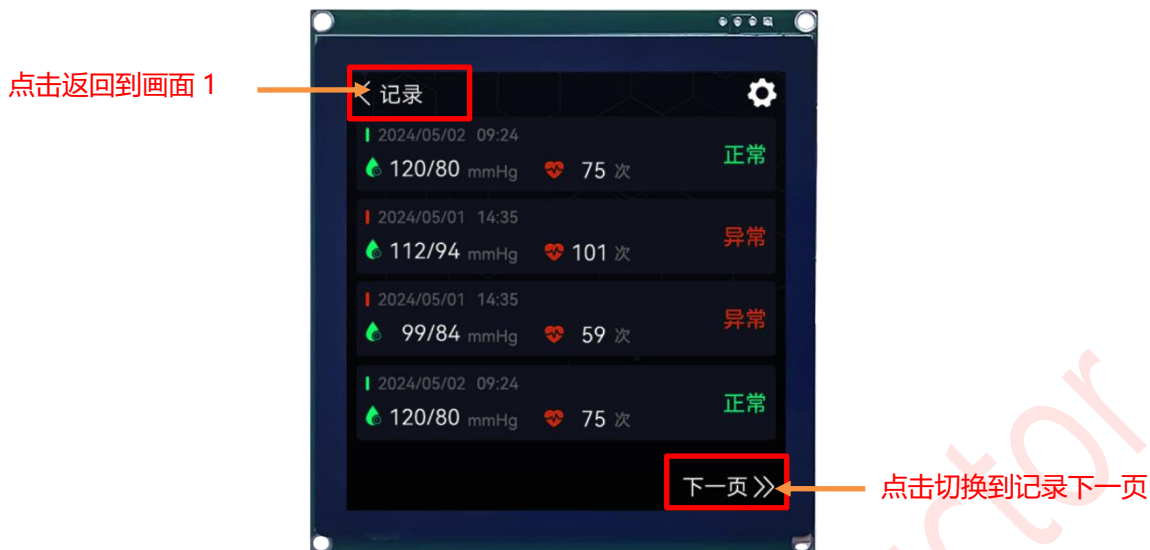 点击返回到画面 1
记录
2024/05/02 09:24
120/80 mmHg 75 次
正常
2024/05/01 14:35
112/94 mmHg 101 次
异常
2024/05/01 14:35
99/84 mmHg 59 次
异常
2024/05/02 09:24
120/80 mmHg 75 次
正常
下一页
点击切换到记录下一页
ctor